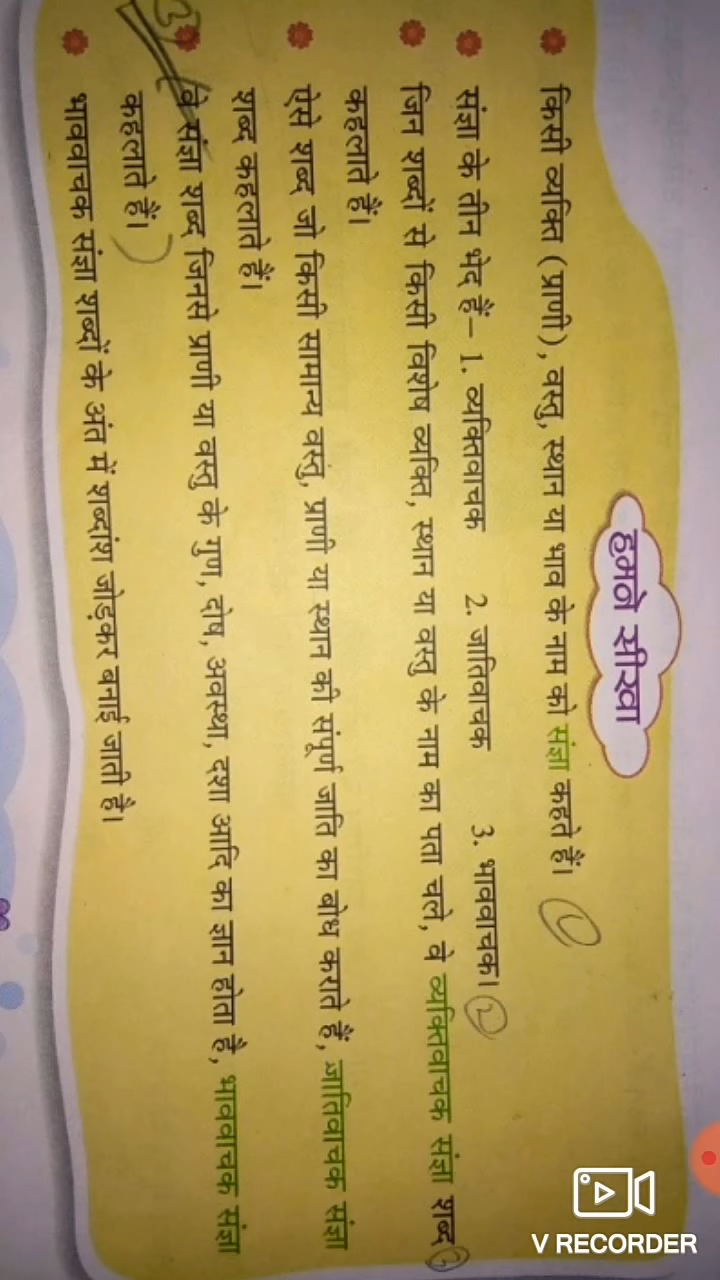 हमने सीखा
किसी व्यक्ति (प्राणी), वस्तु, स्थान या भाव के नाम को संज्ञा कहते हैं। 1
संज्ञा के तीन भेद हैं– 1. व्यक्तिवाचक 2. जातिवाचक 3. भाववाचक। 2
जिन शब्दों से किसी विशेष व्यक्ति, स्थान या वस्तु के नाम का पता चले, वे व्यक्तिवाचक संज्ञा शब्द
कहलाते हैं।
ऐसे शब्द जो किसी सामान्य वस्तु, प्राणी या स्थान की संपूर्ण जाति का बोध कराते हैं, जातिवाचक संज्ञा
शब्द कहलाते हैं।
वे संज्ञा शब्द जिनसे प्राणी या वस्तु के गुण, दोष, अवस्था, दशा आदि का ज्ञान होता है, भाववाचक संज्ञा
कहलाते हैं।
भाववाचक संज्ञा शब्दों के अंत में शब्दांश जोड़कर बनाई जाती हैं।
V RECORDER